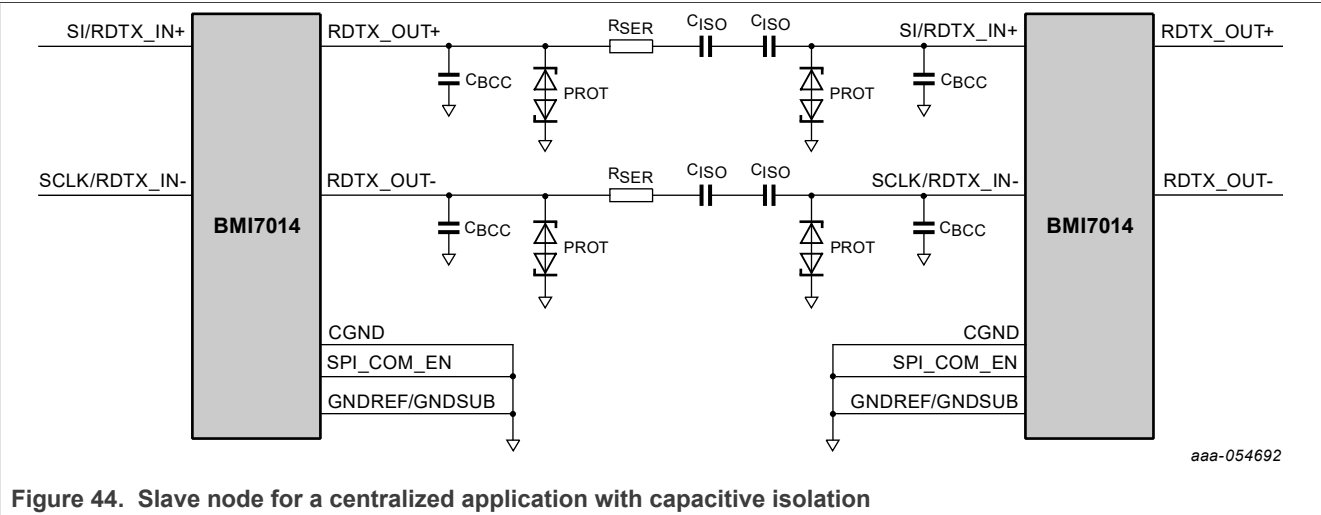 SI/RDTX_IN+ RDTX_OUT+ RSER CISO CISO SI/RDTX_IN+ RDTX_OUT+
CBCC PROT PROT CBCC
SCLK/RDTX_IN- RDTX_OUT- RSER CISO CISO SCLK/RDTX_IN- RDTX_OUT-
BMI7014 CBCC PROT PROT CBCC BMI7014
CGND CGND
SPI_COM_EN SPI_COM_EN
GNDREF/GNDSUB GNDREF/GNDSUB
aaa-054692
Figure 44. Slave node for a centralized application with capacitive isolation